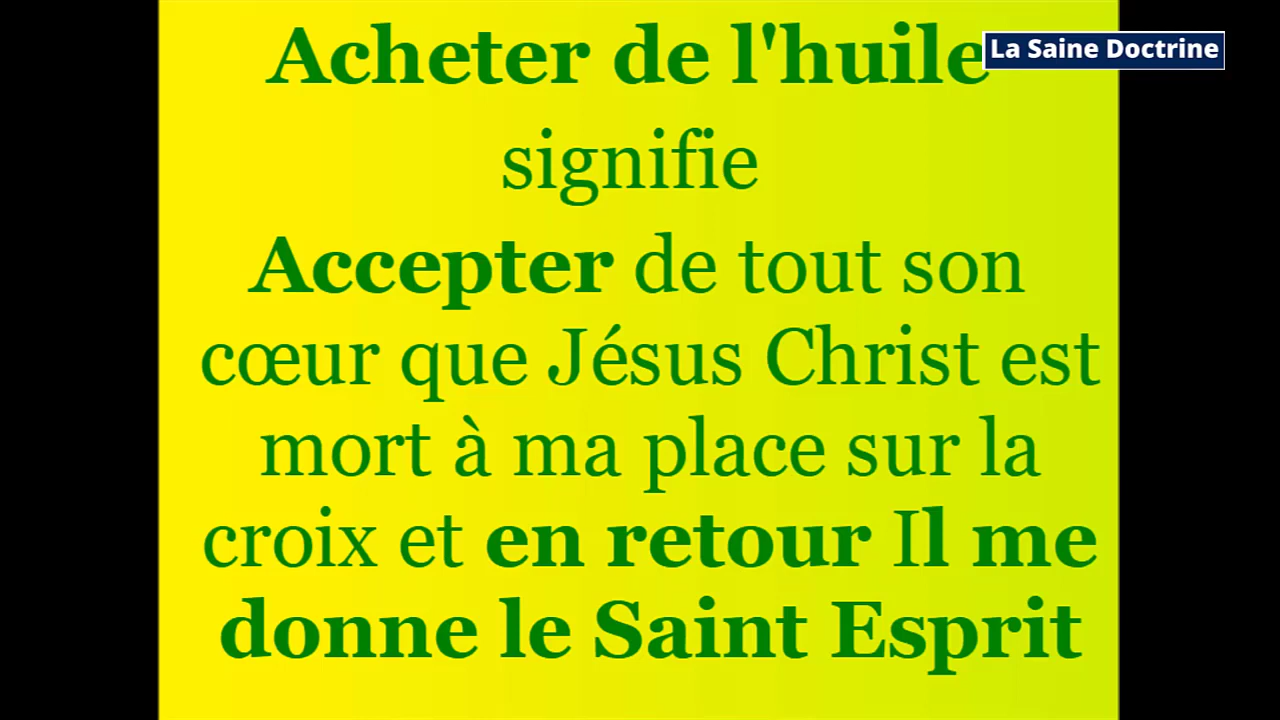 Acheter de l'huile
La Saine Doctrine
signifie
Accepter de tout son
cœur que Jésus Christ est
mort à ma place sur la
croix et en retour Il me
donne le Saint Esprit